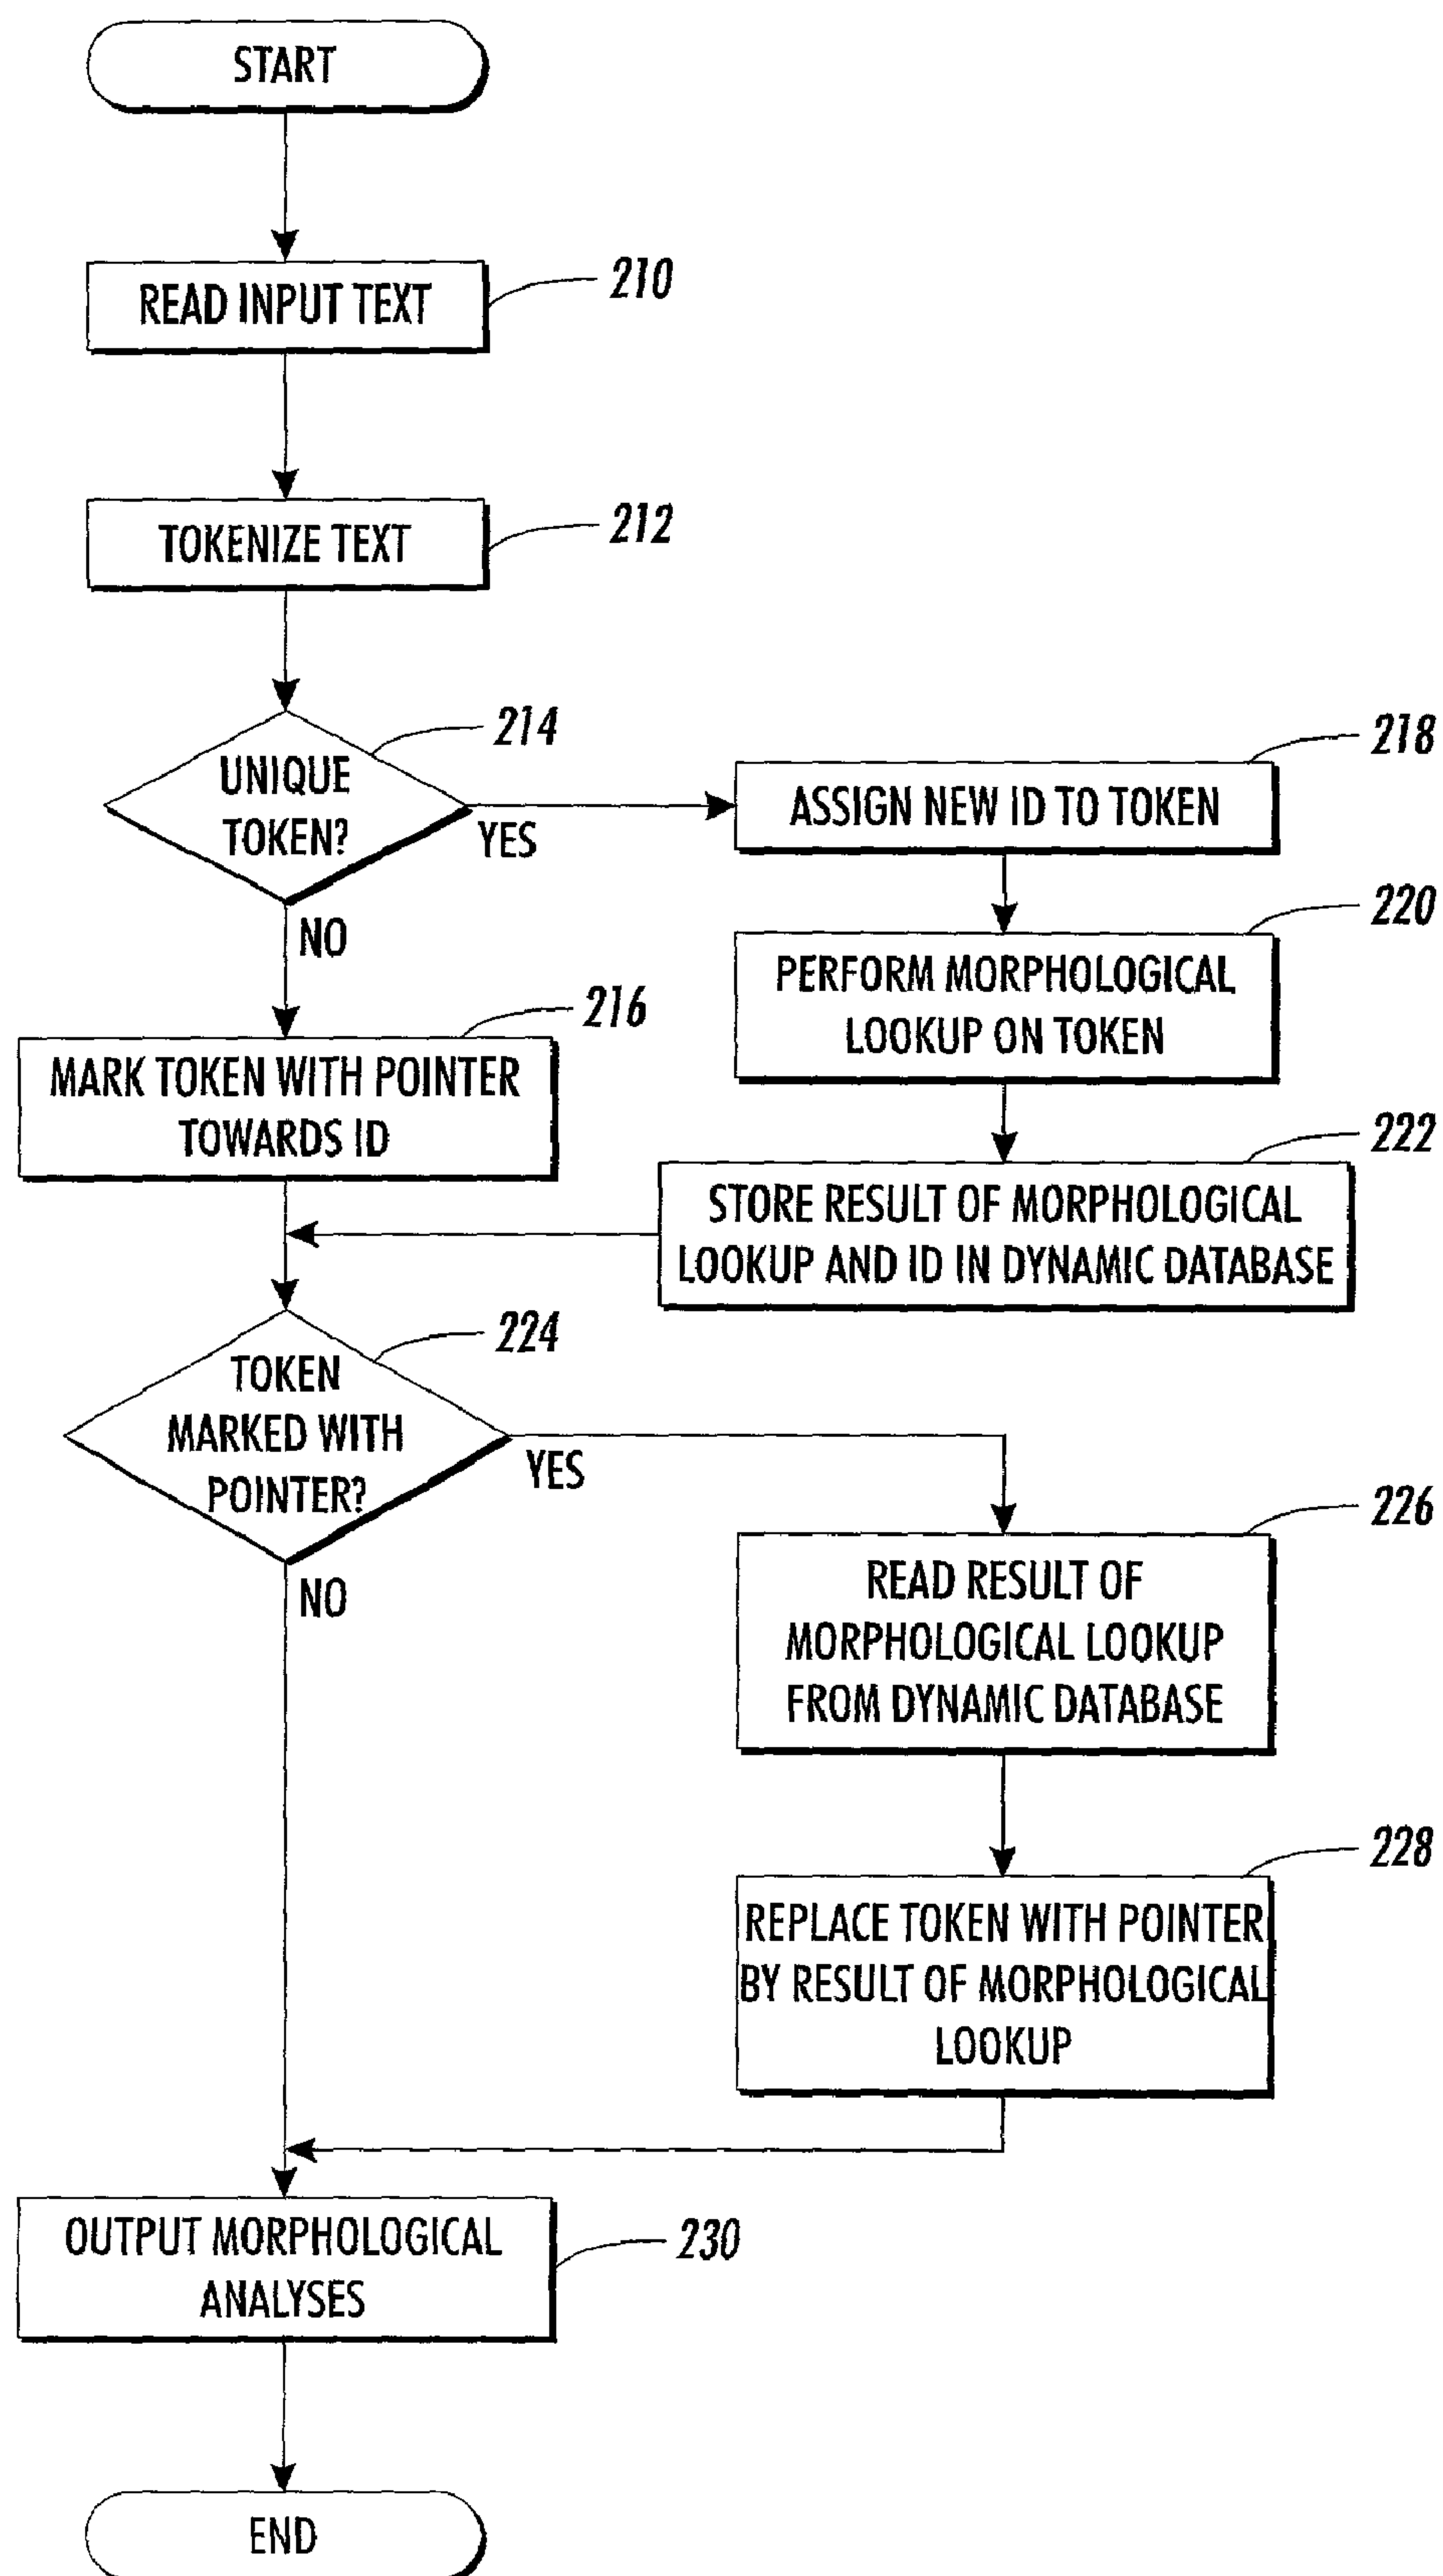 START
READ INPUT TEXT
210
TOKENIZE TEXT
212
UNIQUE
TOKEN?
214
YES
NO
ASSIGN NEW ID TO TOKEN
218
PERFORM MORPHOLOGICAL
LOOKUP ON TOKEN
220
MARK TOKEN WITH POINTER
TOWARDS ID
216
STORE RESULT OF MORPHOLOGICAL
LOOKUP AND ID IN DYNAMIC DATABASE
222
TOKEN
MARKED WITH
POINTER?
224
YES
NO
READ RESULT OF
MORPHOLOGICAL LOOKUP
FROM DYNAMIC DATABASE
226
REPLACE TOKEN WITH POINTER
BY RESULT OF MORPHOLOGICAL
LOOKUP
228
OUTPUT MORPHOLOGICAL
ANALYSES
230
END